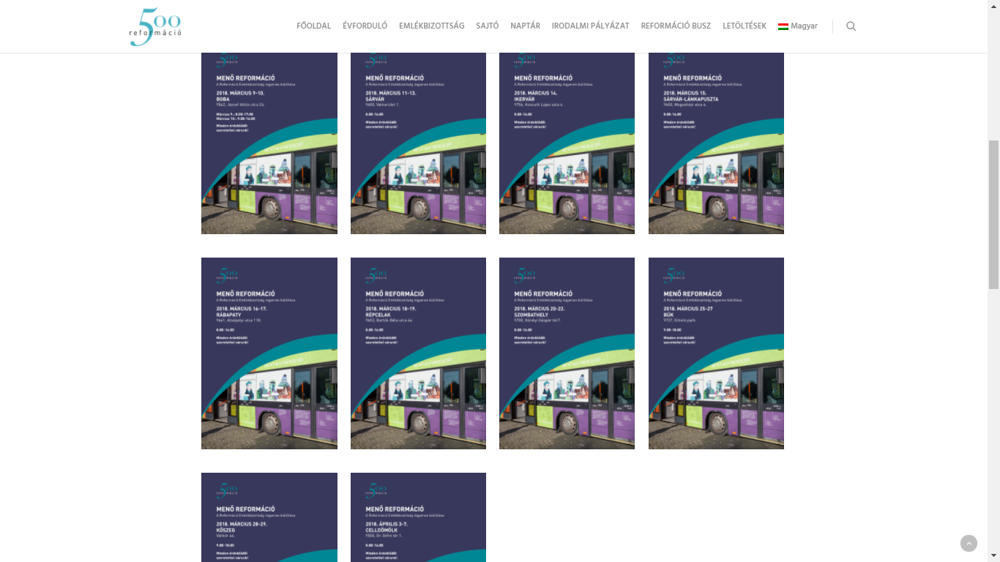 500
reformáció
FŐOLDAL ÉVFORDULÓ EMLÉKBIZOTTSÁG SAJTÓ NAPTÁR IRODALMI PÁLYÁZAT REFORMÁCIÓ BUSZ LETÖLTÉSEK Magyar
MENŐ REFORMÁCIÓ
A Reformáció Emlékbizottság ingyenes kiállítása
2018. MÁRCIUS 9-10.
BOBA
9542, József Attila utca 24.
Március 9.: 8:00-17:00
Március 10.: 9:00-16:00
Minden érdeklődőt
szeretettel várunk!
MENŐ REFORMÁCIÓ
A Reformáció Emlékbizottság ingyenes kiállítása
2018. MÁRCIUS 11-13.
SÁRVÁR
9600, Várkerület 1.
8:00-16:00
Minden érdeklődőt
szeretettel várunk!
MENŐ REFORMÁCIÓ
A Reformáció Emlékbizottság ingyenes kiállítása
2018. MÁRCIUS 14.
IKERVÁR
9756, Kossuth Lajos utca 4.
8:00-16:00
Minden érdeklődőt
szeretettel várunk!
MENŐ REFORMÁCIÓ
A Reformáció Emlékbizottság ingyenes kiállítása
2018. MÁRCIUS 15.
SÁRVÁR-LÁNKAPUSZTA
9600, Magasházi utca 6.
8:00-16:00
Minden érdeklődőt
szeretettel várunk!
500
reformáció
MENŐ REFORMÁCIÓ
A Reformáció Emlékbizottság ingyenes kiállítása
2018. MÁRCIUS 16-17.
RÁBAPATY
9641, Alsópatyi utca 118.
8:00-16:00
Minden érdeklődőt
szeretettel várunk!
500
reformáció
MENŐ REFORMÁCIÓ
A Reformáció Emlékbizottság ingyenes kiállítása
2018. MÁRCIUS 18-19.
RÉPCELAK
9653, Bartók Béla utca 44.
8:00-16:00
Minden érdeklődőt
szeretettel várunk!
500
reformáció
MENŐ REFORMÁCIÓ
A Reformáció Emlékbizottság ingyenes kiállítása
2018. MÁRCIUS 20-22.
SZOMBATHELY
9700, Károlyi Gáspár tér
8:00-16:00
Minden érdeklődőt
szeretettel várunk!
500
reformáció
MENŐ REFORMÁCIÓ
A Reformáció Emlékbizottság ingyenes kiállítása
2018. MÁRCIUS 25-27
BÜK
9737, Eötvös park
9:00-18:00
Minden érdeklődőt
szeretettel várunk!
500
reformáció
MENŐ REFORMÁCIÓ
A Reformáció Emlékbizottság ingyenes kiállítása
2018. MÁRCIUS 28-29.
KŐSZEG
Várkör 44.
9:00-18:00
Minden érdeklődőt
szeretettel várunk!
500
reformáció
MENŐ REFORMÁCIÓ
A Reformáció Emlékbizottság ingyenes kiállítása
2018. ÁPRILIS 3-7.
CELLDÖMÖLK
9500, Dr. Géfin tér 1.
8:00-16:00
Minden érdeklődőt
szeretettel várunk!